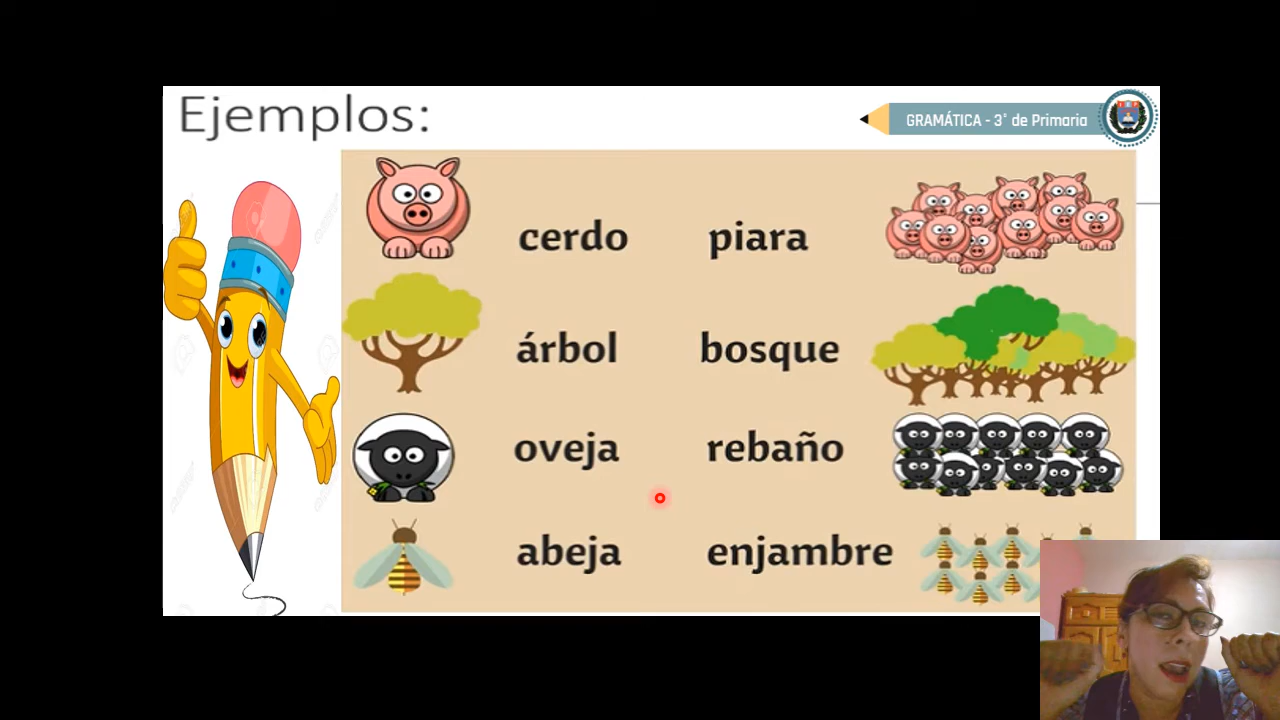 Ejemplos:
GRAMÁTICA - 3° de Primaria
cerdo piara
árbol bosque
oveja rebaño
abeja enjambre